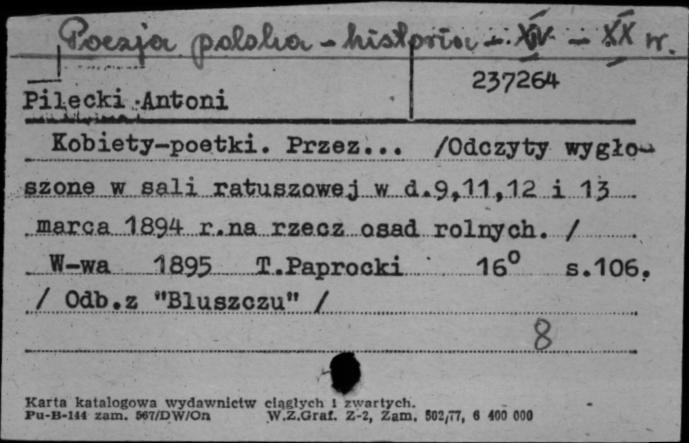 Poezja polska - historia - XIV - XX w.
237264
Pilecki Antoni
Kobiety-poetki. Przez... /Odczyty wygło-
szone w sali ratuszowej w d.9,11,12 i 13
marca 1894 r.na rzecz osad rolnych. /
W-wa 1895 T.Paprocki 16° s.106.
/ Odb.z "Bluszczu" /
8
Karta katalogowa wydawnictw ciągłych i zwartych.
Pu-B-144 zam. 567/DW/On W.Z.Graf. Z-2, Zam. 502/77, 6 400 000